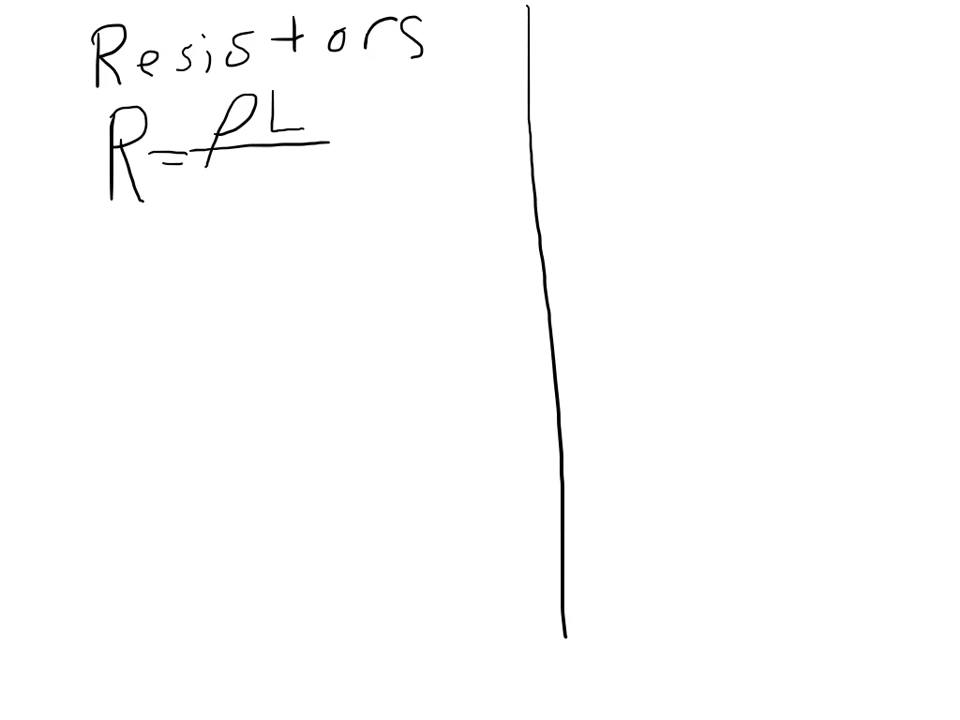 Resistors
R = ρL